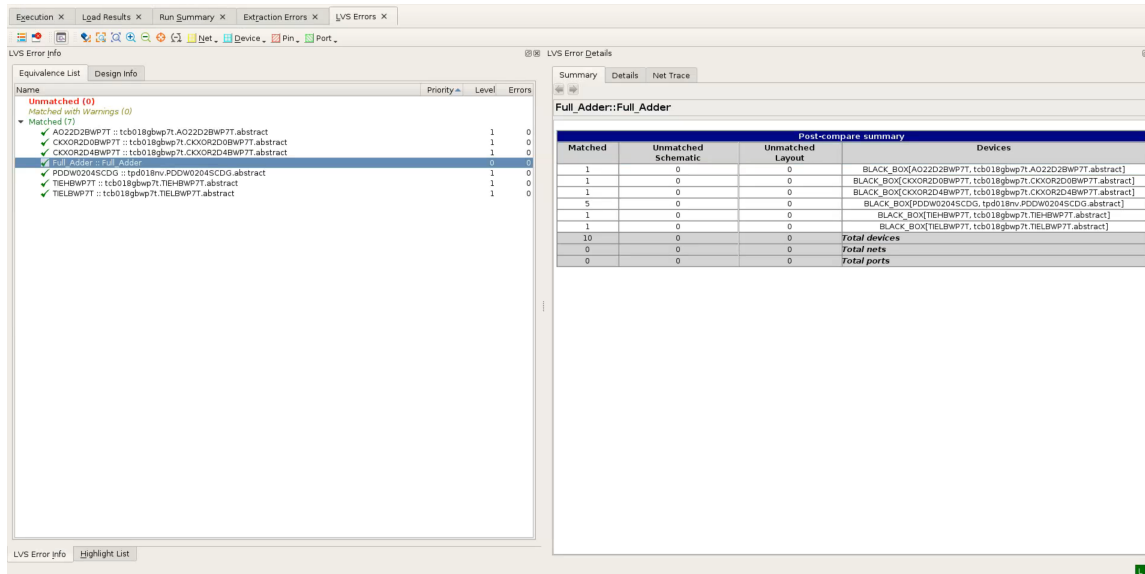 Execution × Load Results × Run Summary × Extraction Errors × LVS Errors ×
Net Device Pin Port
LVS Error Info
Equivalence List Design Info
Name Priority Level Errors
Unmatched (0)
Matched with Warnings (0)
Matched (7)
AO22D2BWP7T :: tcb018gbwp7t.AO22D2BWP7T.abstract 1 0
CKXOR2D0BWP7T :: tcb018gbwp7t.CKXOR2D0BWP7T.abstract 1 0
CKXOR2D4BWP7T :: tcb018gbwp7t.CKXOR2D4BWP7T.abstract 1 0
Full_Adder :: Full_Adder 0 0
PDDW0204SCDG :: tpd018nv.PDDW0204SCDG.abstract 1 0
TIEHBWP7T :: tcb018gbwp7t.TIEHBWP7T.abstract 1 0
TIELBWP7T :: tcb018gbwp7t.TIELBWP7T.abstract 1 0
LVS Error Info Highlight List
LVS Error Details
Summary Details Net Trace
Full_Adder::Full_Adder
Post-compare summary
Matched Unmatched Schematic Unmatched Layout Devices
1 0 0 BLACK_BOX[AO22D2BWP7T, tcb018gbwp7t.AO22D2BWP7T.abstract]
1 0 0 BLACK_BOX[CKXOR2D0BWP7T, tcb018gbwp7t.CKXOR2D0BWP7T.abstract]
1 0 0 BLACK_BOX[CKXOR2D4BWP7T, tcb018gbwp7t.CKXOR2D4BWP7T.abstract]
5 0 0 BLACK_BOX[PDDW0204SCDG, tpd018nv.PDDW0204SCDG.abstract]
1 0 0 BLACK_BOX[TIEHBWP7T, tcb018gbwp7t.TIEHBWP7T.abstract]
1 0 0 BLACK_BOX[TIELBWP7T, tcb018gbwp7t.TIELBWP7T.abstract]
10 0 0 Total devices
0 0 0 Total nets
0 0 0 Total ports